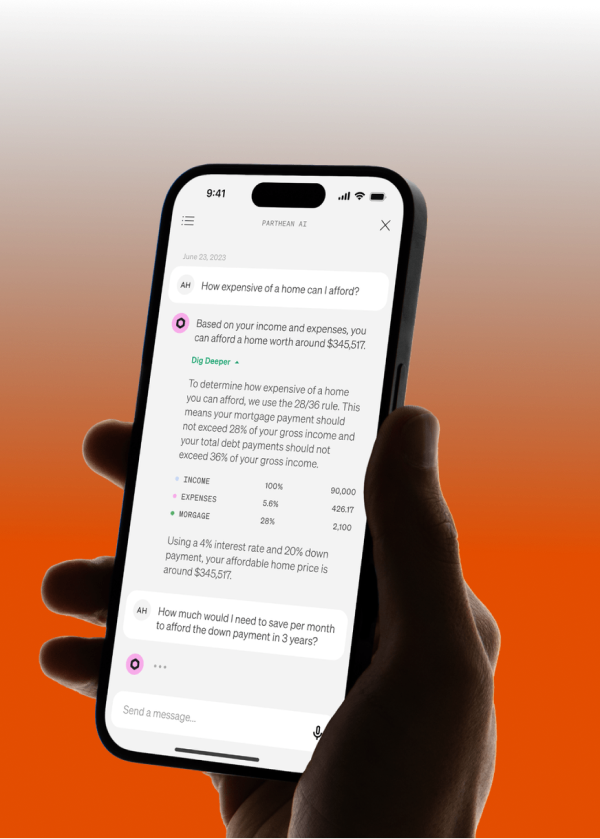 9:41
PARTHEAN AI
June 23, 2023
AH
How expensive of a home can I afford?
Based on your income and expenses, you
can afford a home worth around $345,517.
Dig Deeper
To determine how expensive of a home
you can afford, we use the 28/36 rule. This
means your mortgage payment should
not exceed 28% of your gross income and
your total debt payments should not
exceed 36% of your gross income.
INCOME 100% 90,000
EXPENSES 5.6% 426.17
MORGAGE 28% 2,100
Using a 4% interest rate and 20% down
payment, your affordable home price is
around $345,517.
AH
How much would I need to save per month
to afford the down payment in 3 years?
Send a message...